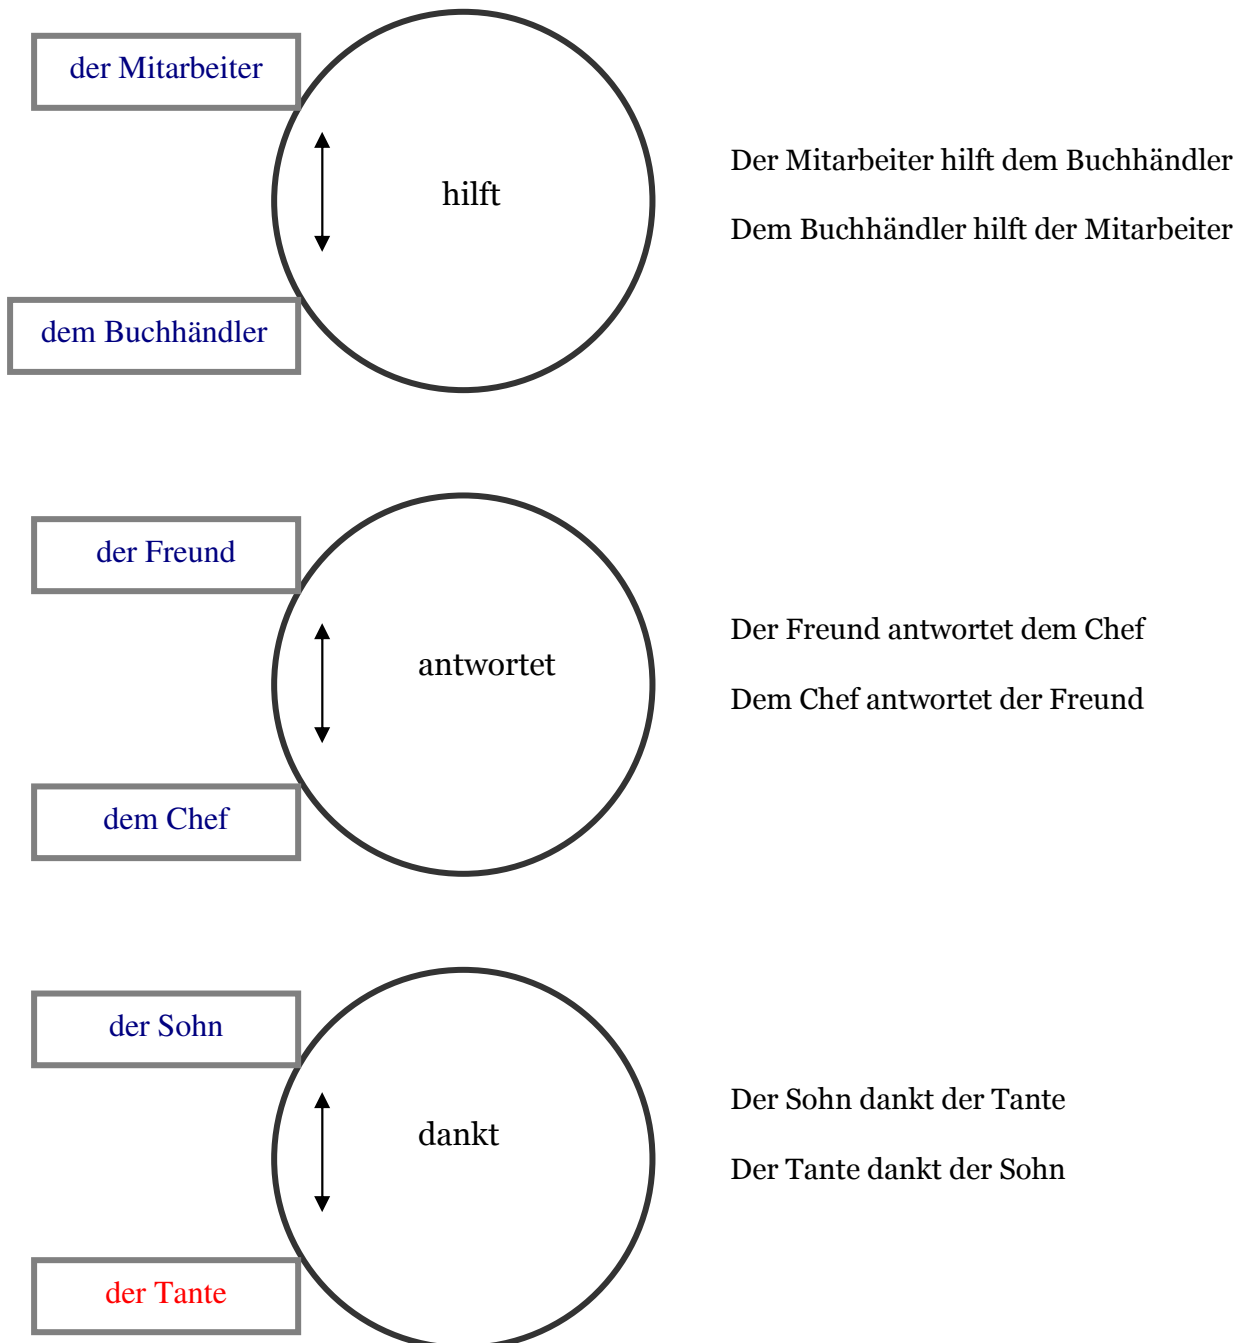 der Mitarbeiter
hilft
dem Buchhändler
Der Mitarbeiter hilft dem Buchhändler
Dem Buchhändler hilft der Mitarbeiter
der Freund
antwortet
dem Chef
Der Freund antwortet dem Chef
Dem Chef antwortet der Freund
der Sohn
dankt
der Tante
Der Sohn dankt der Tante
Der Tante dankt der Sohn